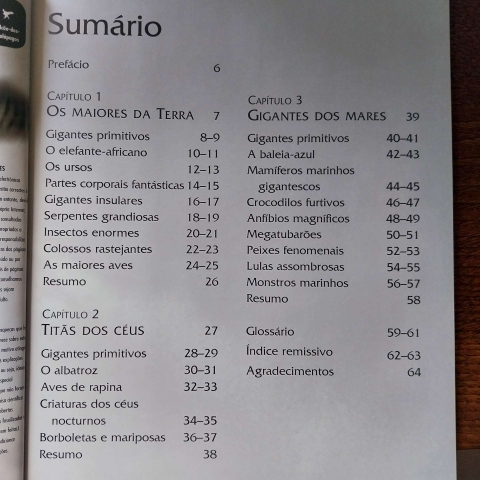 Sumário
Prefácio 6
CAPÍTULO 1
OS MAIORES DA TERRA 7
Gigantes primitivos 8–9
O elefante-africano 10–11
Os ursos 12–13
Partes corporais fantásticas 14–15
Gigantes insulares 16–17
Serpentes grandiosas 18–19
Insectos enormes 20–21
Colossos rastejantes 22–23
As maiores aves 24–25
Resumo 26
CAPÍTULO 2
TITÃS DOS CÉUS 27
Gigantes primitivos 28–29
O albatroz 30–31
Aves de rapina 32–33
Criaturas dos céus
nocturnos 34–35
Borboletas e mariposas 36–37
Resumo 38
CAPÍTULO 3
GIGANTES DOS MARES 39
Gigantes primitivos 40–41
A baleia-azul 42–43
Mamíferos marinhos
gigantescos 44–45
Crocodilos furtivos 46–47
Anfíbios magníficos 48–49
Megatubarões 50–51
Peixes fenomenais 52–53
Lulas assombrosas 54–55
Monstros marinhos 56–57
Resumo 58
Glossário 59–61
Índice remissivo 62–63
Agradecimentos 64